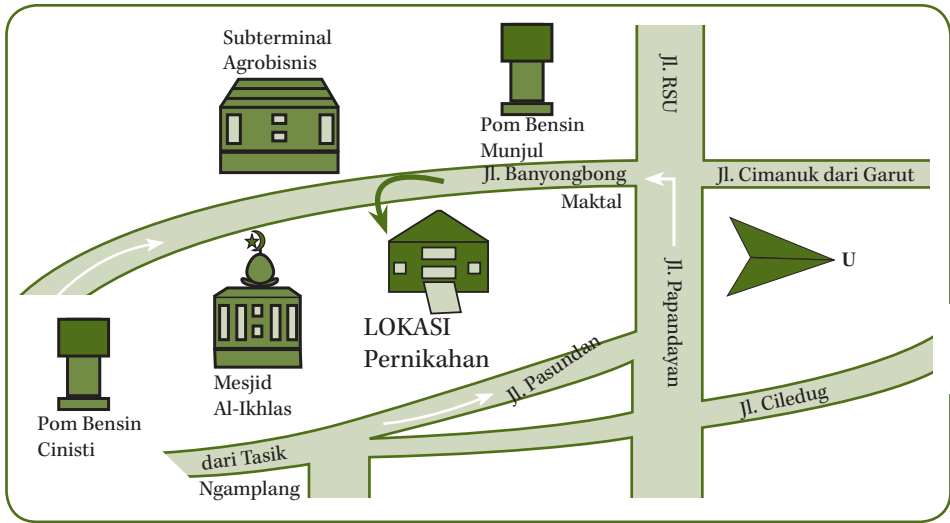 Subterminal
Agrobisnis
Pom Bensin
Munjul
Jl. RSU
Jl. Banyongbong
Maktal
Jl. Cimanuk dari Garut
U
LOKASI
Pernikahan
Jl. Papandayan
Jl. Pasundan
Mesjid
Al-Ikhlas
Pom Bensin
Cinisti
Jl. Ciledug
dari Tasik
Ngamplang